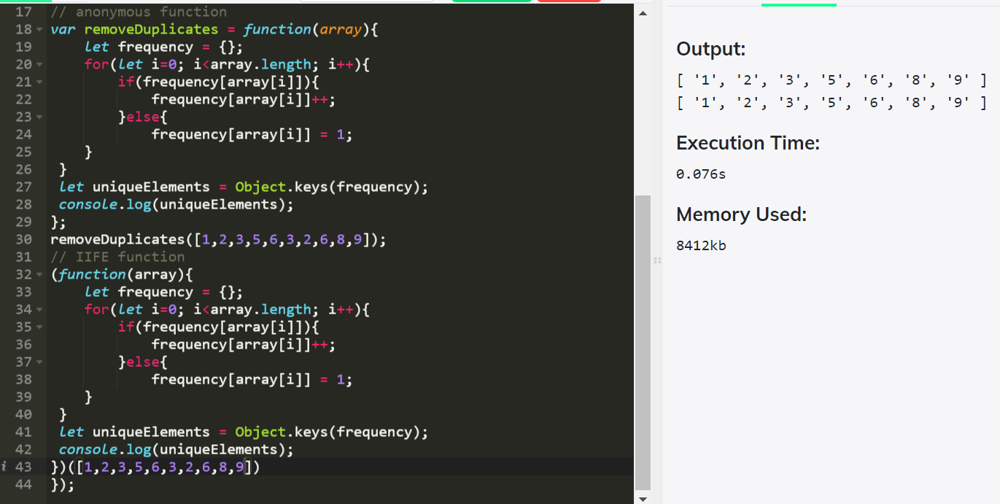 17 // anonymous function
18 var removeDuplicates = function(array){
19 let frequency = {};
20 for(let i=0; i<array.length; i++){
21 if(frequency[array[i]]){
22 frequency[array[i]]++;
23 }else{
24 frequency[array[i]] = 1;
25 }
26 }
27 let uniqueElements = Object.keys(frequency);
28 console.log(uniqueElements);
29 };
30 removeDuplicates([1,2,3,5,6,3,2,6,8,9]);
31 // IIFE function
32 (function(array){
33 let frequency = {};
34 for(let i=0; i<array.length; i++){
35 if(frequency[array[i]]){
36 frequency[array[i]]++;
37 }else{
38 frequency[array[i]] = 1;
39 }
40 }
41 let uniqueElements = Object.keys(frequency);
42 console.log(uniqueElements);
i 43 })([1,2,3,5,6,3,2,6,8,9])
44 });
Output:
[ '1', '2', '3', '5', '6', '8', '9' ]
[ '1', '2', '3', '5', '6', '8', '9' ]
Execution Time:
0.076s
Memory Used:
8412kb